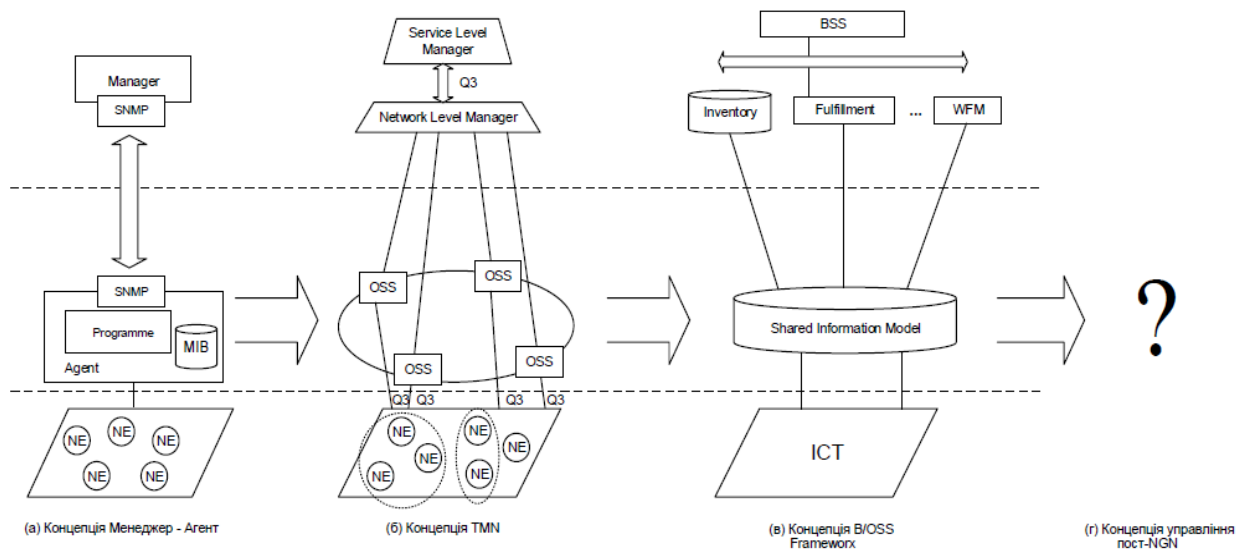 Manager
SNMP
SNMP
Programme
MIB
Agent
NE
NE
NE
NE
NE
(а) Концепція Менеджер - Агент
Service Level
Manager
Q3
Network Level Manager
OSS
OSS
OSS
OSS
Q3 Q3 Q3 Q3
NE
NE
NE
NE
NE
NE
(б) Концепція TMN
BSS
Inventory
Fulfillment
...
WFM
Shared Information Model
ICT
(в) Концепція B/OSS
Frameworx
?
(г) Концепція управління
пост-NGN